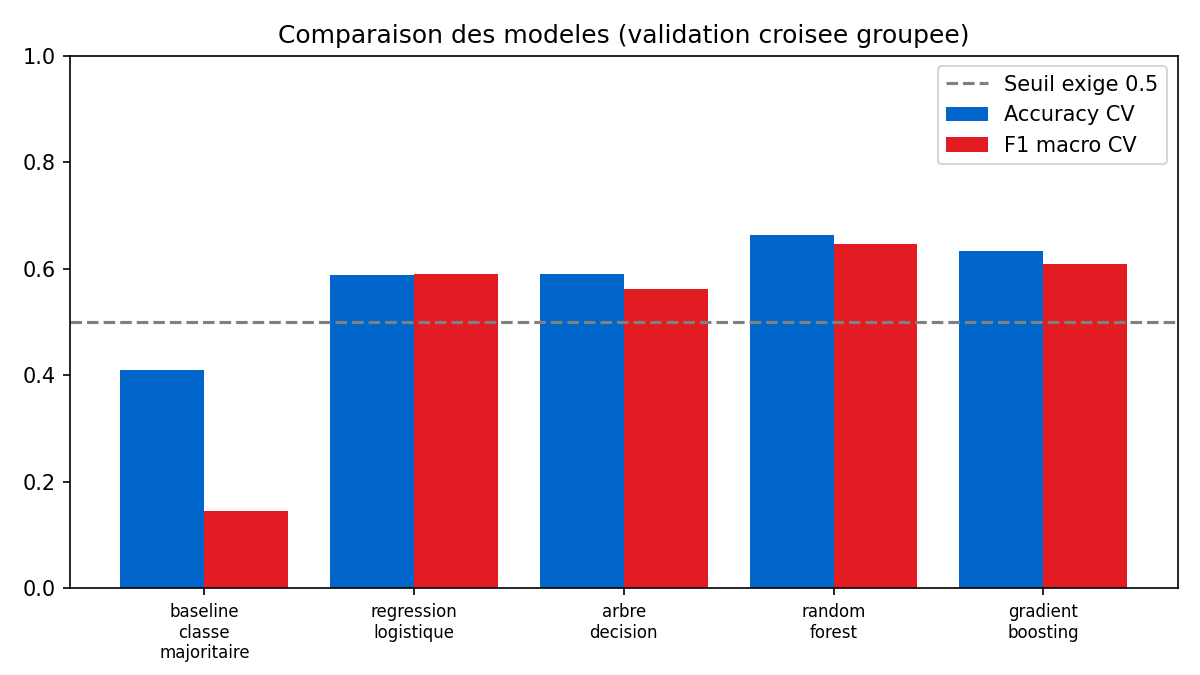 Comparaison des modeles (validation croisee groupee)
1.0
0.8
0.6
0.4
0.2
0.0
Seuil exige 0.5
Accuracy CV
F1 macro CV
baseline
classe
majoritaire
regression
logistique
arbre
decision
random
forest
gradient
boosting